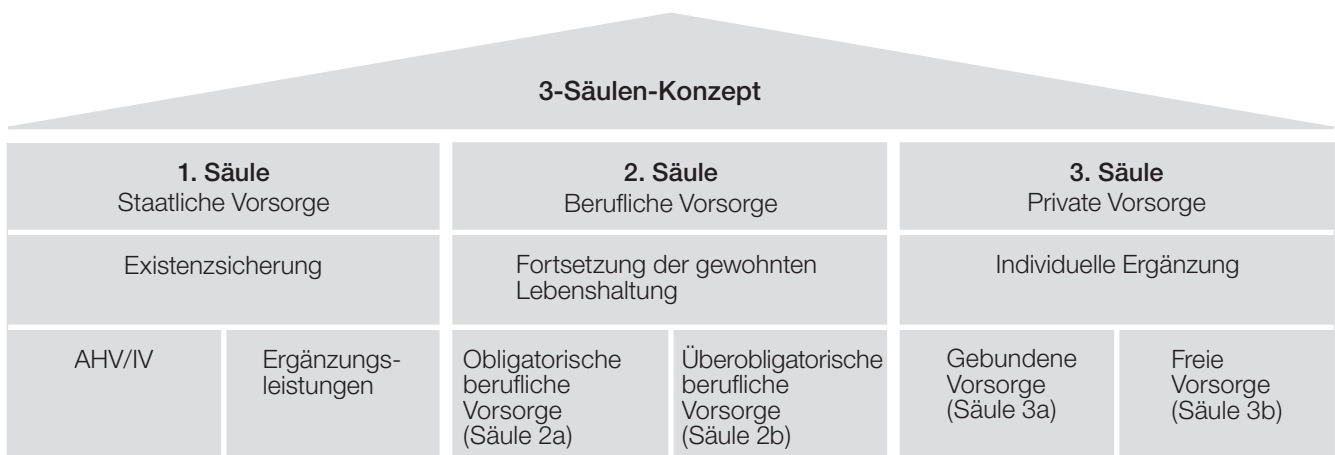 3-Säulen-Konzept
1. Säule
Staatliche Vorsorge
2. Säule
Berufliche Vorsorge
3. Säule
Private Vorsorge
Existenzsicherung
Fortsetzung der gewohnten
Lebenshaltung
Individuelle Ergänzung
AHV/IV
Ergänzungs-
leistungen
Obligatorische
berufliche
Vorsorge
(Säule 2a)
Überobligatorische
berufliche
Vorsorge
(Säule 2b)
Gebundene
Vorsorge
(Säule 3a)
Freie
Vorsorge
(Säule 3b)